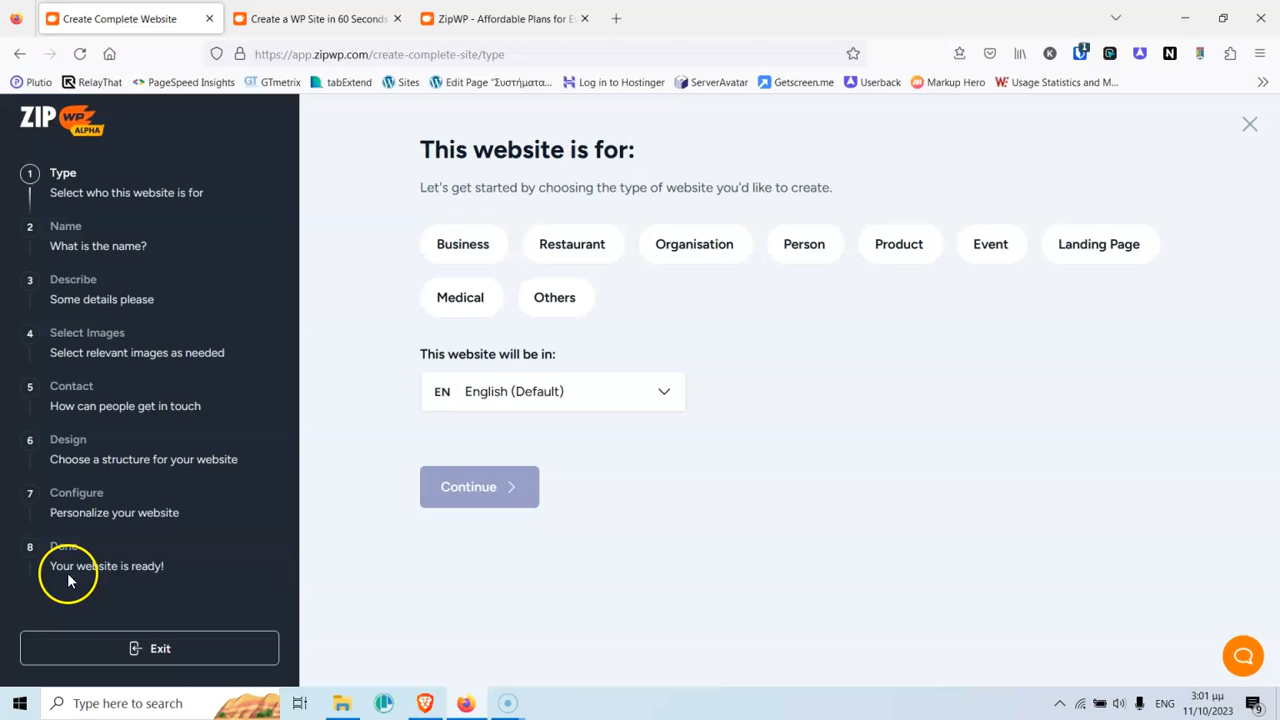 Create Complete Website
Create a WP Site in 60 Seconds
ZipWP - Affordable Plans for E
https://app.zipwp.com/create-complete-site/type
Plutio
RelayThat
PageSpeed Insights
GTmetrix
tabExtend
Sites
Edit Page "Συστήματα...
Log in to Hostinger
ServerAvatar
Getscreen.me
Userback
Markup Hero
Usage Statistics and M...
ZIP WP ALPHA
1 Type
Select who this website is for
2 Name
What is the name?
3 Describe
Some details please
4 Select Images
Select relevant images as needed
5 Contact
How can people get in touch
6 Design
Choose a structure for your website
7 Configure
Personalize your website
8 Done
Your website is ready!
Exit
This website is for:
Let's get started by choosing the type of website you'd like to create.
Business Restaurant Organisation Person Product Event Landing Page
Medical Others
This website will be in:
EN English (Default)
Continue
Type here to search
ENG
3:01 μμ
11/10/2023
9